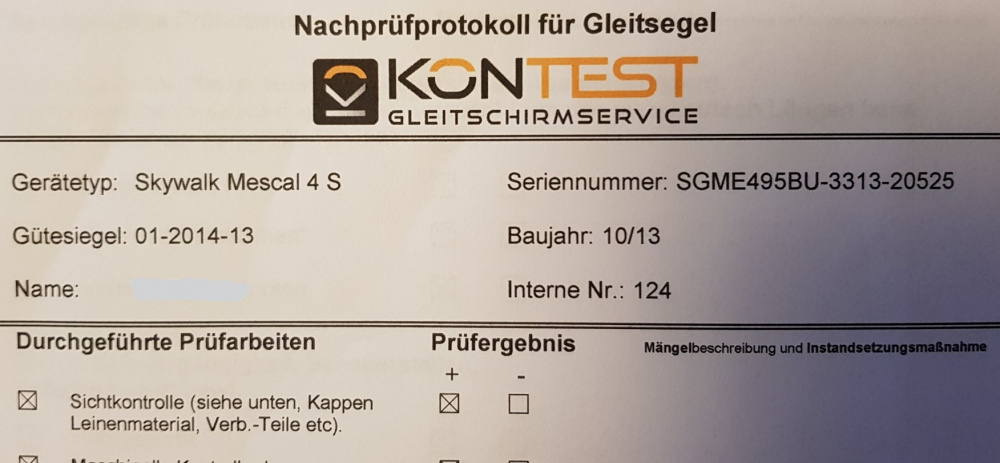 Nachprüfprotokoll für Gleitsegel
KONTEST
GLEITSCHIRMSERVICE
Gerätetyp: Skywalk Mescal 4 S
Seriennummer: SGME495BU-3313-20525
Gütesiegel: 01-2014-13
Baujahr: 10/13
Name:
Interne Nr.: 124
Durchgeführte Prüfarbeiten
Prüfergebnis
Mängelbeschreibung und Instandsetzungsmaßnahme
+ -
Sichtkontrolle (siehe unten, Kappen
Leinenmaterial, Verb.-Teile etc).